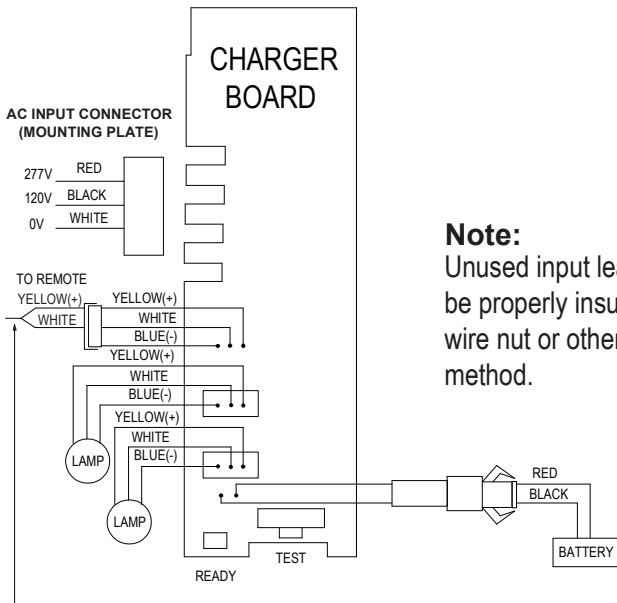 CHARGER
BOARD
AC INPUT CONNECTOR
(MOUNTING PLATE)
277V RED
120V BLACK
0V WHITE
Note:
Unused input lea
be properly insu
wire nut or other
method.
TO REMOTE
YELLOW(+)
WHITE
YELLOW(+)
WHITE
BLUE(-)
YELLOW(+)
WHITE
BLUE(-)
YELLOW(+)
WHITE
BLUE(-)
LAMP
LAMP
RED
BLACK
BATTERY
TEST
READY